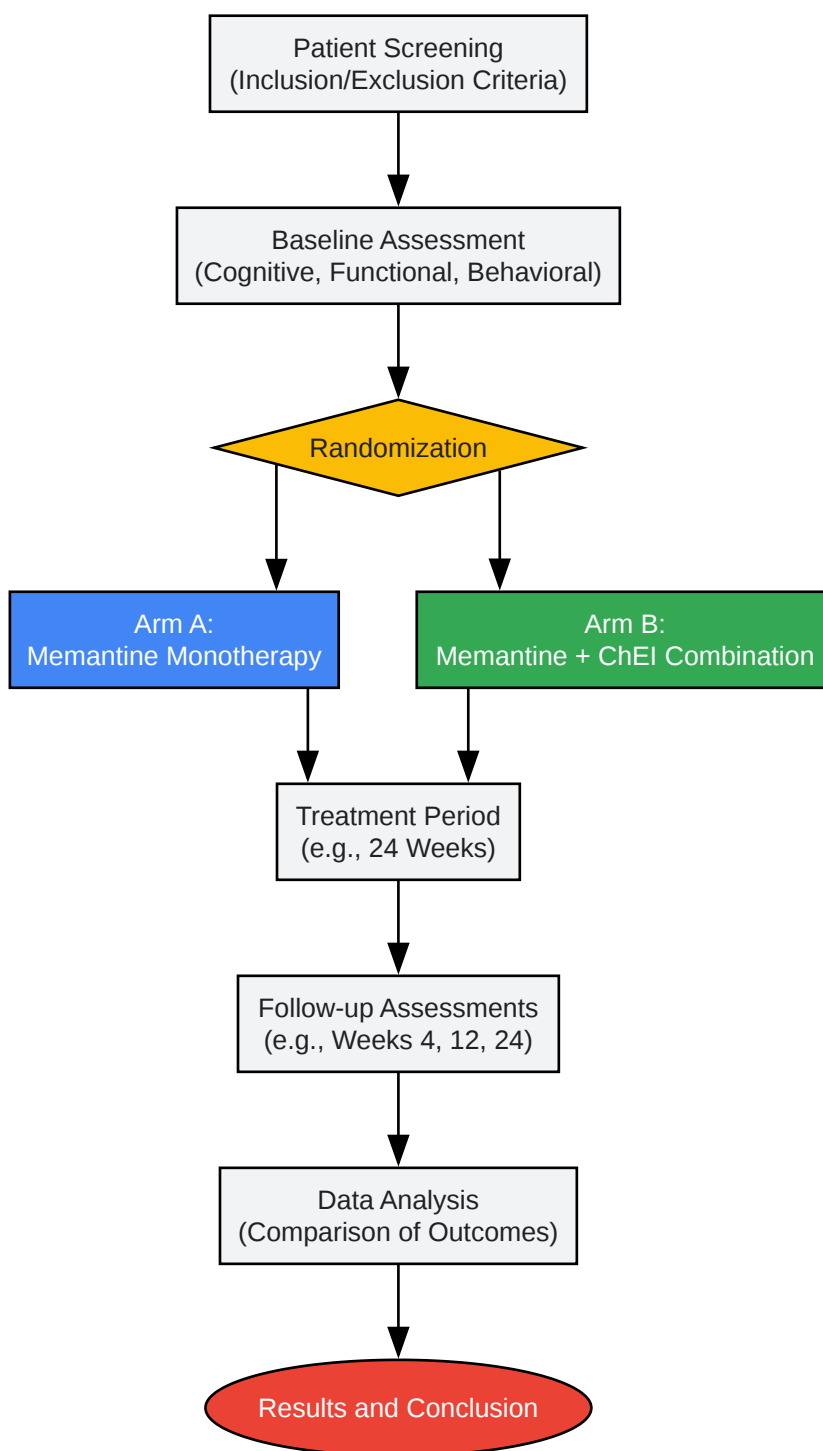 Patient Screening
(Inclusion/Exclusion Criteria)
Baseline Assessment
(Cognitive, Functional, Behavioral)
Randomization
Arm A:
Memantine Monotherapy
Arm B:
Memantine + ChEI Combination
Treatment Period
(e.g., 24 Weeks)
Follow-up Assessments
(e.g., Weeks 4, 12, 24)
Data Analysis
(Comparison of Outcomes)
Results and Conclusion